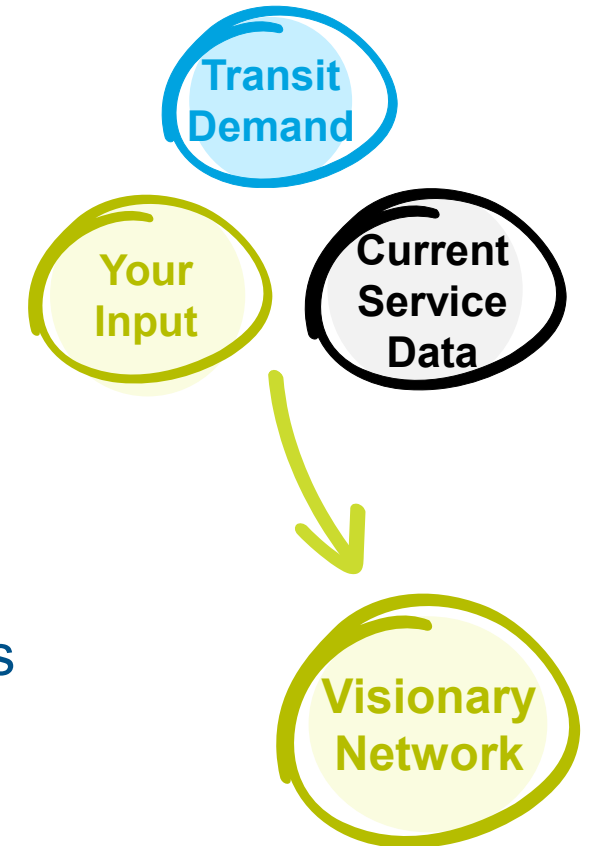 Transit
Demand
Your
Input
Current
Service
Data
s
Visionary
Network